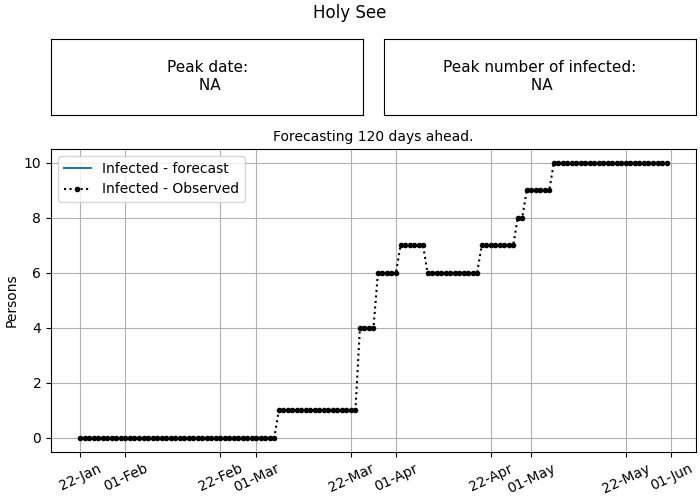 Holy See
Peak date:
NA
Peak number of infected:
NA
Forecasting 120 days ahead.
Infected - forecast
Infected - Observed
Persons
10
8
6
4
2
0
22-Jan
01-Feb
22-Feb
01-Mar
22-Mar
01-Apr
22-Apr
01-May
22-May
01-Jun